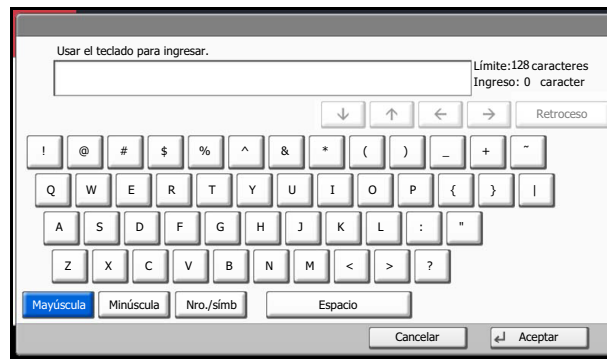 Usar el teclado para ingresar.
Límite:128 caracteres
Ingreso: 0 caracter
↓ ↑ ← → Retroceso
! @ # $ % ^ & * ( ) _ + ~
Q W E R T Y U I O P { } |
A S D F G H J K L : "
Z X C V B N M < > ?
Mayúscula Minúscula Nro./símb Espacio
Cancelar Aceptar